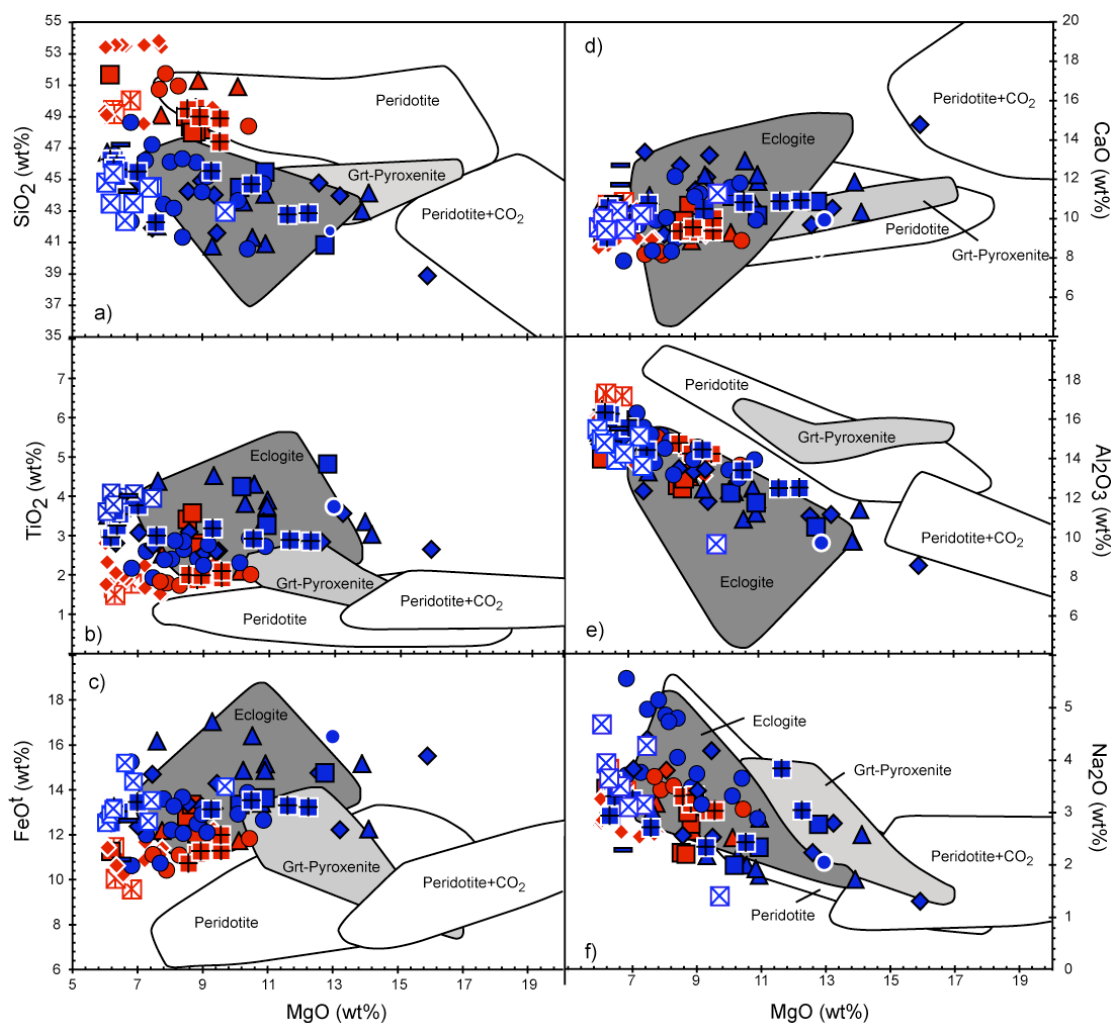 a)
SiO2 (wt%)
55
53
51
49
47
45
43
41
39
37
35
Peridotite
Grt-Pyroxenite
Peridotite+CO2
d)
CaO (wt%)
20
18
16
14
12
10
8
6
Peridotite+CO2
Eclogite
Peridotite
Grt-Pyroxenite
b)
TiO2 (wt%)
7
6
5
4
3
2
1
Eclogite
Grt-Pyroxenite
Peridotite+CO2
Peridotite
e)
Al2O3 (wt%)
18
16
14
12
10
8
6
Peridotite
Grt-Pyroxenite
Peridotite+CO2
Eclogite
c)
FeOt (wt%)
18
16
14
12
10
8
6
Eclogite
Grt-Pyroxenite
Peridotite+CO2
Peridotite
f)
Na2O (wt%)
5
4
3
2
1
0
Eclogite
Grt-Pyroxenite
Peridotite+CO2
Peridotite
5 7 9 11 13 15 17 19
MgO (wt%)
7 9 11 13 15 17 19
MgO (wt%)